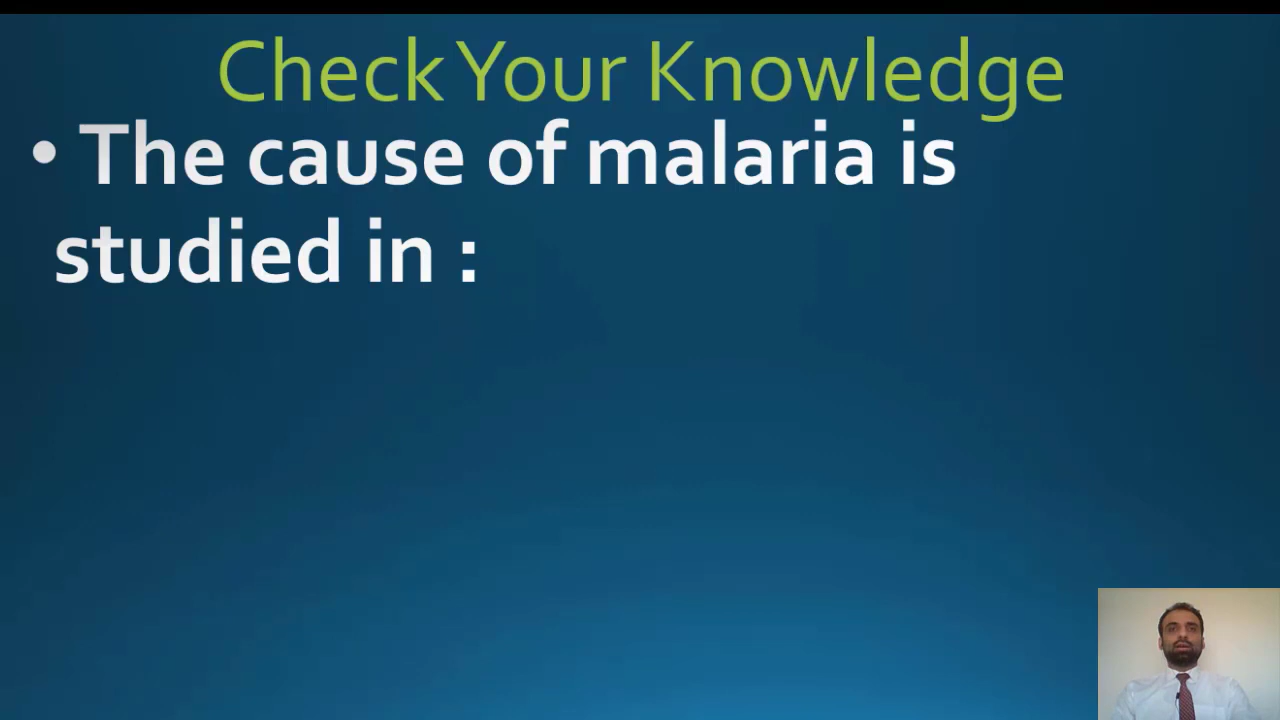 Check Your Knowledge
• The cause of malaria is
studied in :